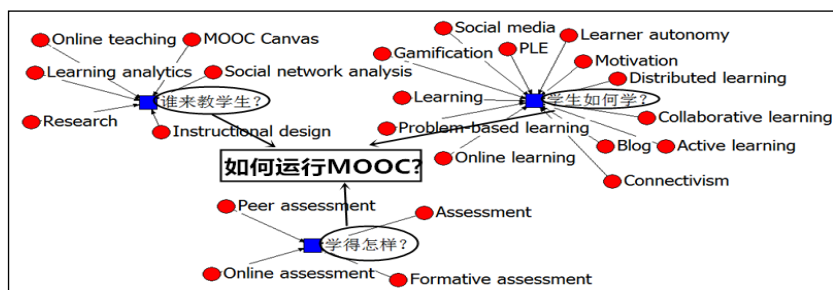 Online teaching
MOOC Canvas
Learning analytics
Social network analysis
谁来教学生?
Research
Instructional design
Social media
Learner autonomy
Gamification
PLE
Motivation
Distributed learning
Learning
学生如何学?
Collaborative learning
Problem-based learning
Blog
Active learning
Online learning
Connectivism
如何运行MOOC?
Peer assessment
Assessment
学得怎样?
Online assessment
Formative assessment